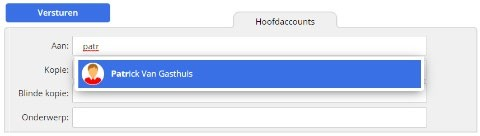 Versturen
Hoofdaccounts
Aan: patr
Kopie: Patrick Van Gasthuis
Blinde kopie:
Onderwerp: